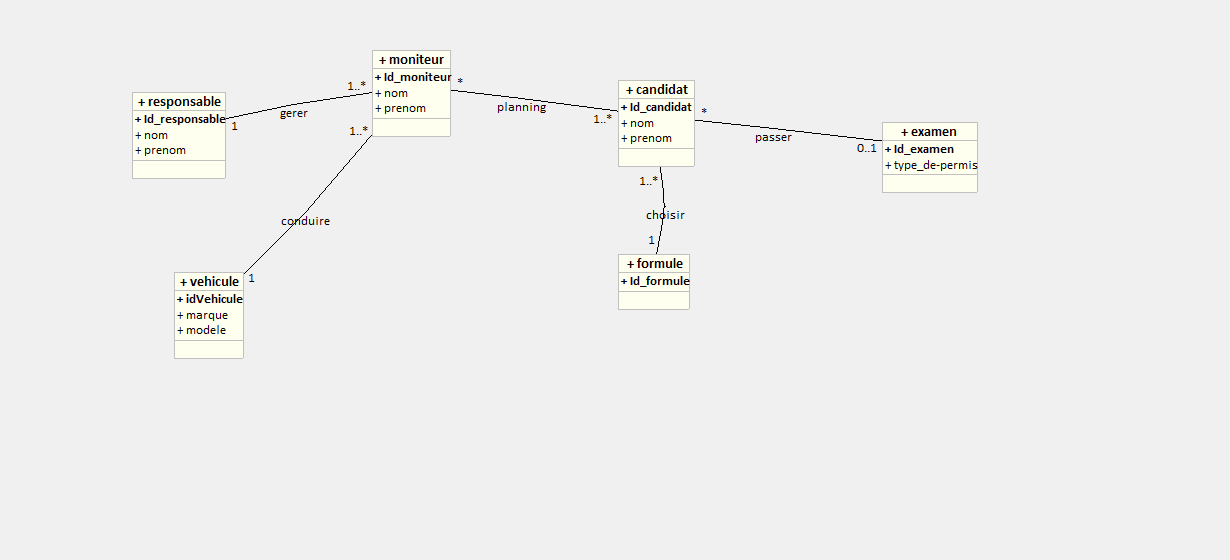 + responsable
+ Id_responsable
+ nom
+ prenom
1
gerer
1..*
+ moniteur
+ Id_moniteur
+ nom
+ prenom
*
planning
1..*
+ candidat
+ Id_candidat
+ nom
+ prenom
*
passer
0..1
+ examen
+ Id_examen
+ type_de-permis
1..*
conduire
1
+ vehicule
+ idVehicule
+ marque
+ modele
1..*
choisir
1
+ formule
+ Id_formule